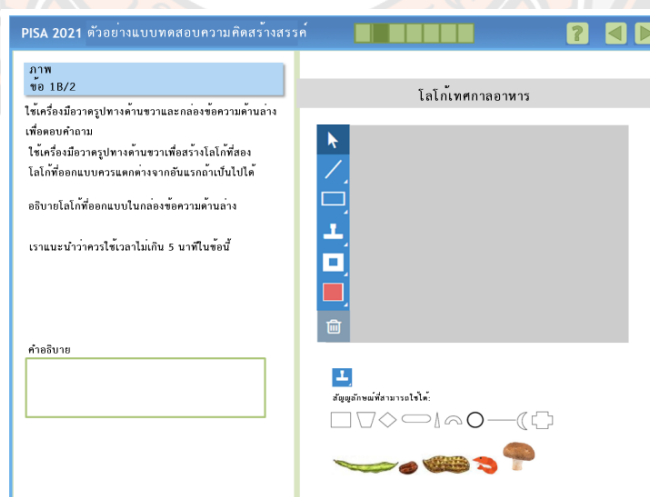 PISA 2021 ตัวอย่างแบบทดสอบความคิดสร้างสรรค์
?
ภาพ
ข้อ 1B/2
ใช้เครื่องมือวาดรูปทางด้านขวาและกล่องข้อความด้านล่าง
เพื่อตอบคำถาม
ใช้เครื่องมือวาดรูปทางด้านขวาเพื่อสร้างโลโก้ที่สอง
โลโก้ที่ออกแบบควรแตกต่างจากอันแรกถ้าเป็นไปได้
อธิบายโลโก้ที่ออกแบบในกล่องข้อความด้านล่าง
เราแนะนำว่าควรใช้เวลาไม่เกิน 5 นาทีในข้อนี้
คำอธิบาย
โลโก้เทศกาลอาหาร
สัญญลักษณ์ที่สามารถใช้ได้: